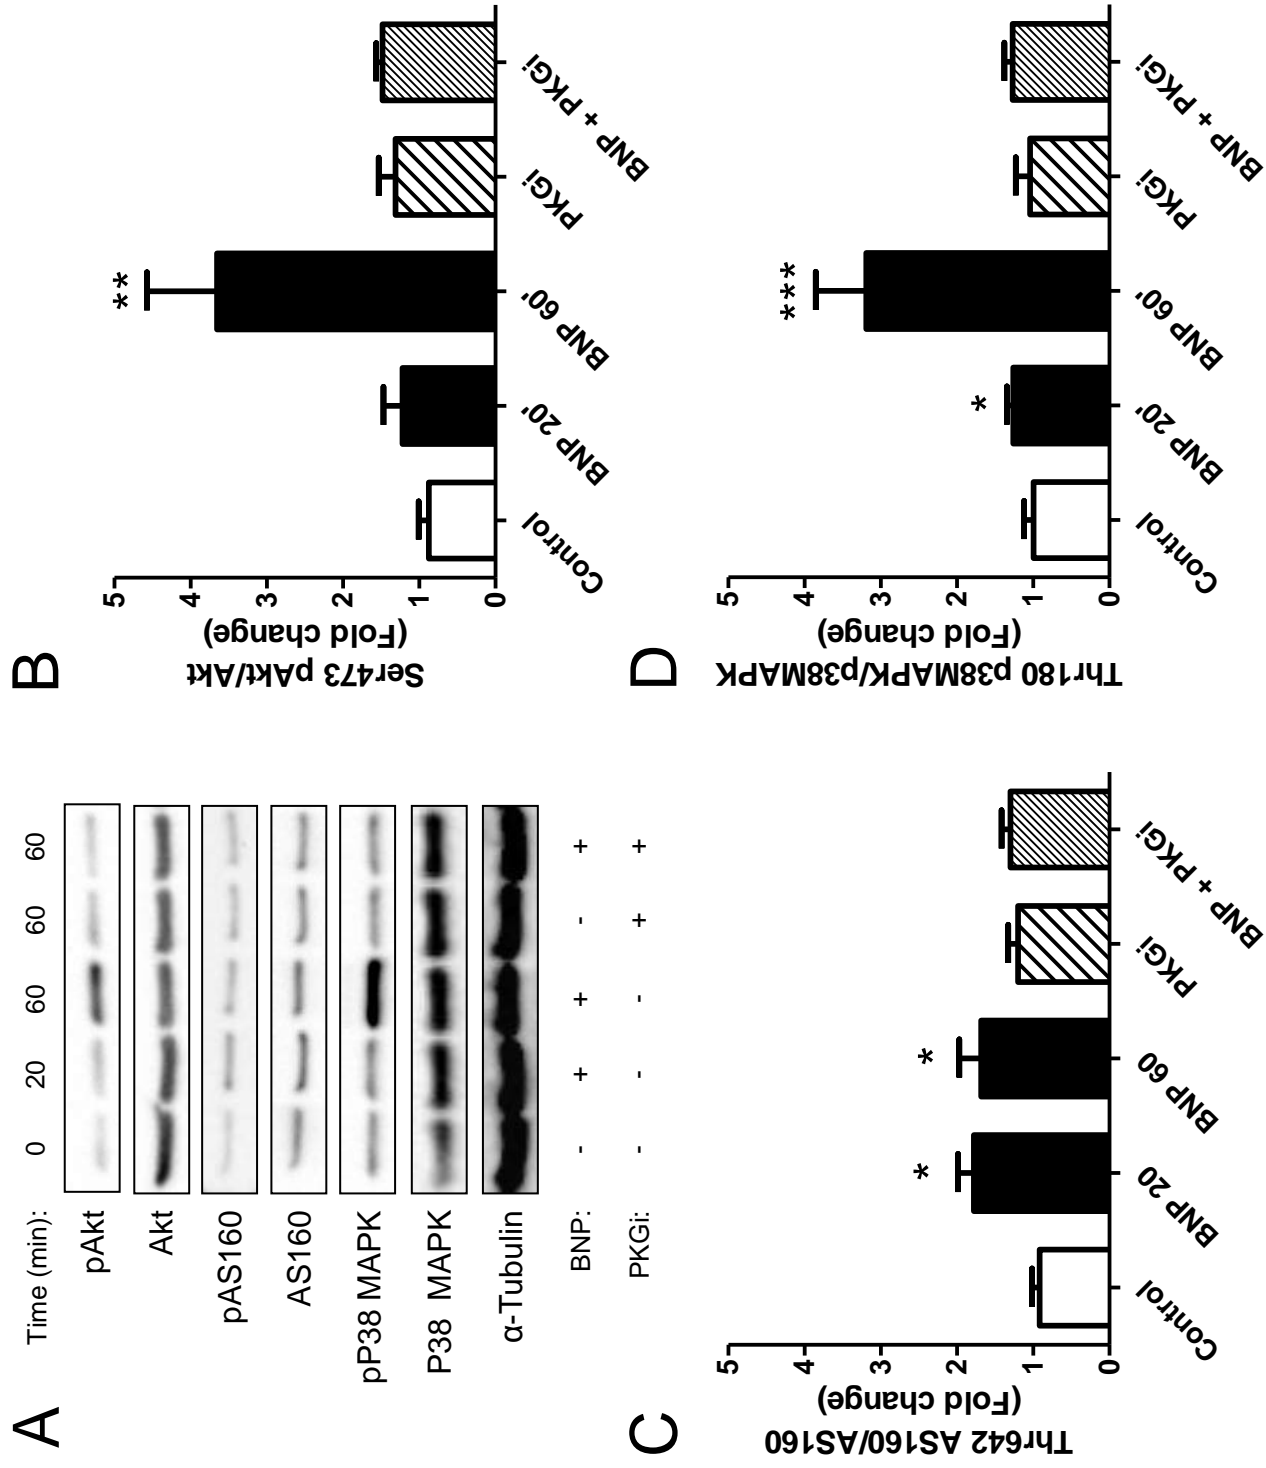 A
Time (min): 0 20 60 60 60
pAkt
Akt
pAS160
AS160
pP38 MAPK
P38 MAPK
α-Tubulin
BNP: - + + - +
PKGi: - - - + +
B
Ser473 pAkt/Akt
(Fold change)
5
4
3
2
1
0
**
Control
BNP 20'
BNP 60'
PKGi
BNP + PKGi
C
Thr642 AS160/AS160
(Fold change)
5
4
3
2
1
0
*
*
Control
BNP 20
BNP 60
PKGi
BNP + PKGi
D
Thr180 p38MAPK/p38MAPK
(Fold change)
5
4
3
2
1
0
*
***
Control
BNP 20'
BNP 60'
PKGi
BNP + PKGi